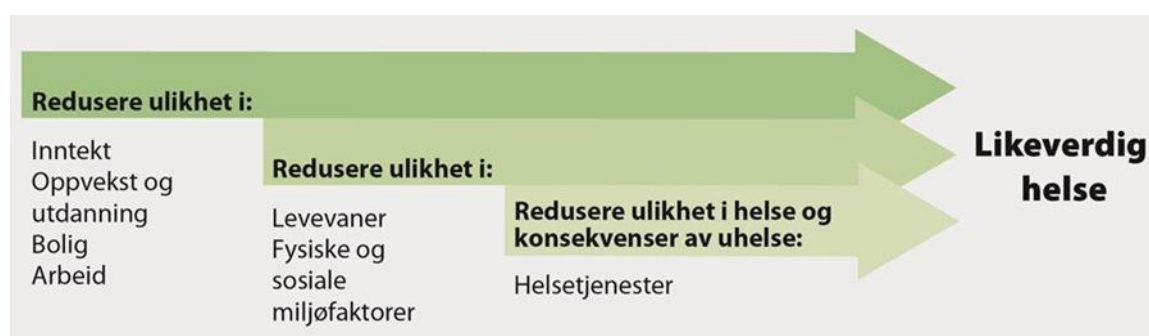 Redusere ulikhet i:
Inntekt
Oppvekst og
utdanning
Bolig
Arbeid
Redusere ulikhet i:
Levevaner
Fysiske og
sosiale
miljøfaktorer
Redusere ulikhet i helse og
konsekvenser av uhelse:
Helsetjenester
Likeverdig
helse